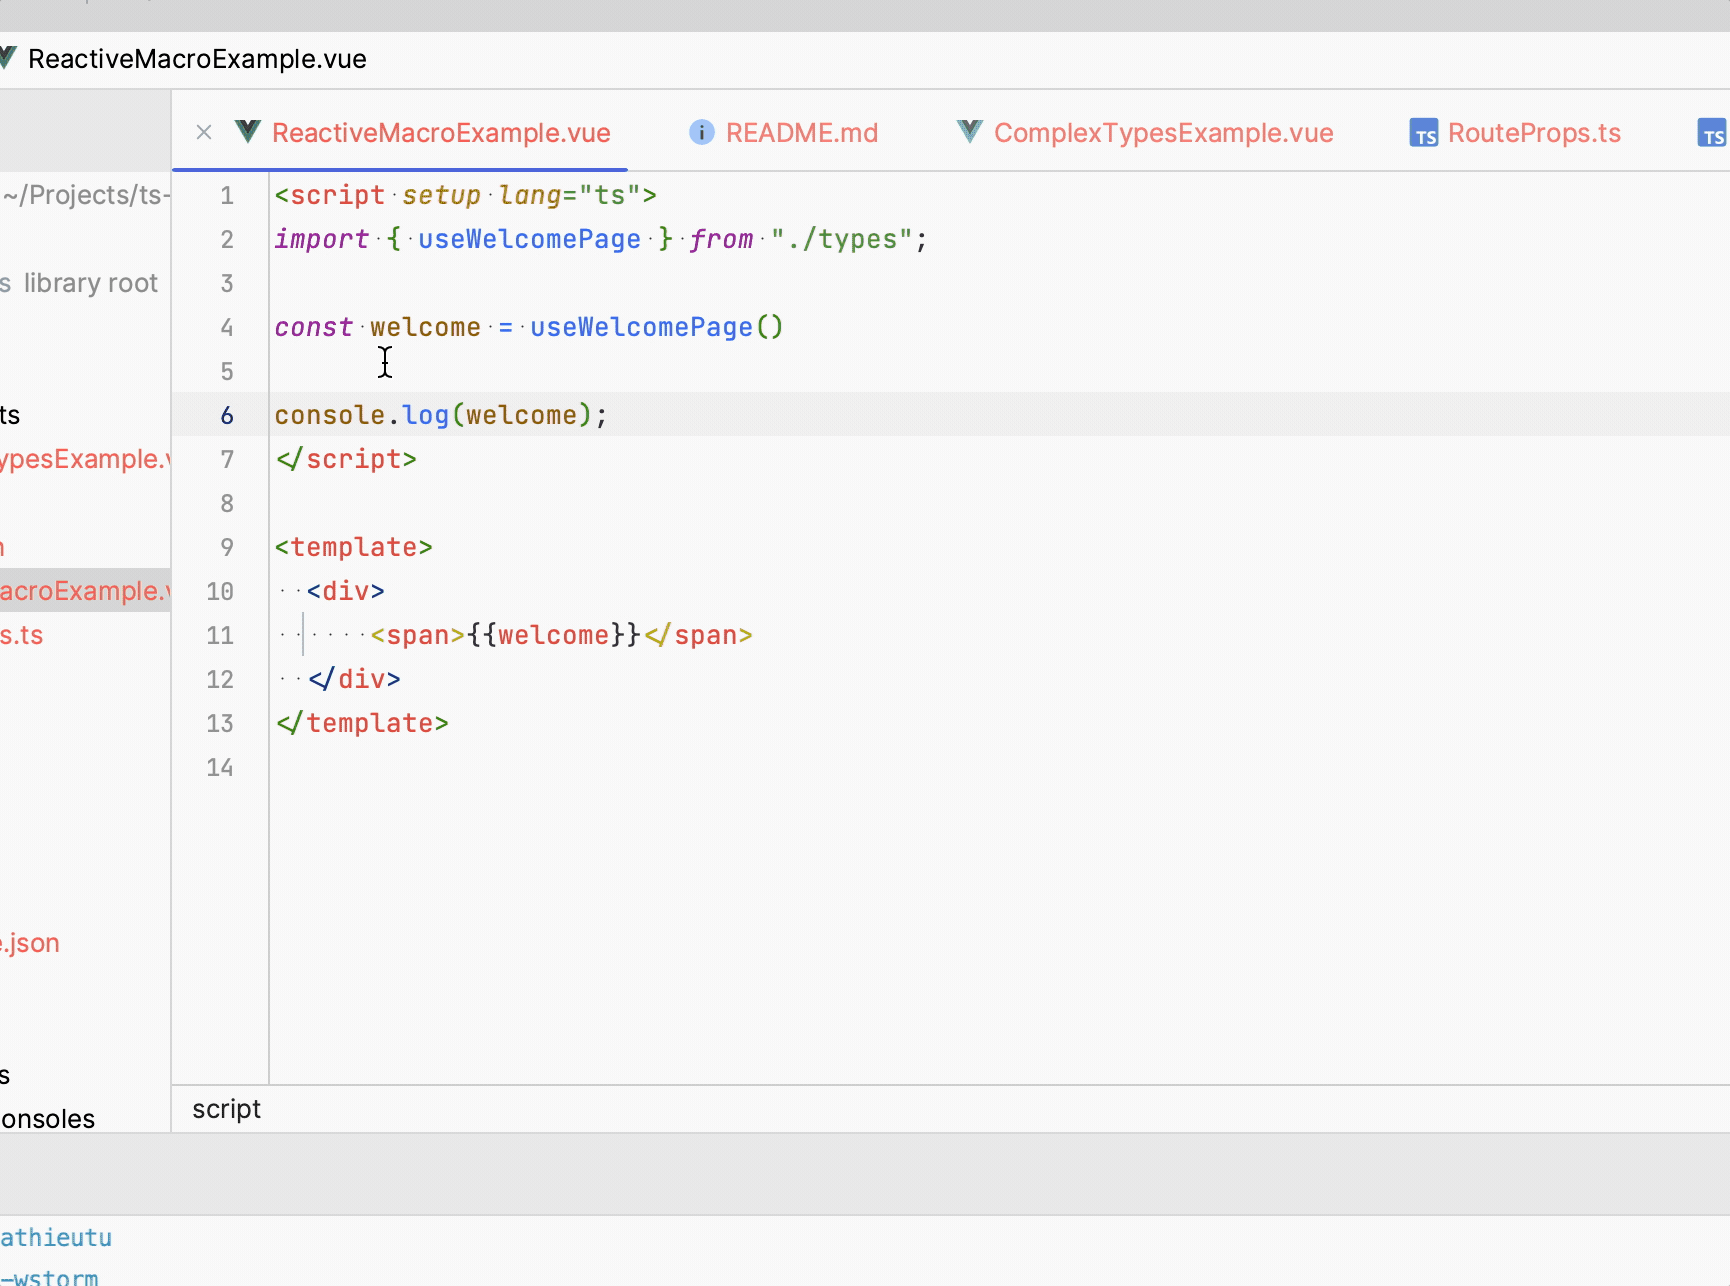 ReactiveMacroExample.vue
ReactiveMacroExample.vue README.md ComplexTypesExample.vue TS RouteProps.ts TS
~/Projects/ts-
s library root
ts
ypesExample.v
acroExample.v
s.ts
.json
s
onsoles
1 <script setup lang="ts">
2 import { useWelcomePage } from "./types";
3
4 const welcome = useWelcomePage()
5
6 console.log(welcome);
7 </script>
8
9 <template>
10 <div>
11 <span>{{welcome}}</span>
12 </div>
13 </template>
14
script
athieutu
-wstorm